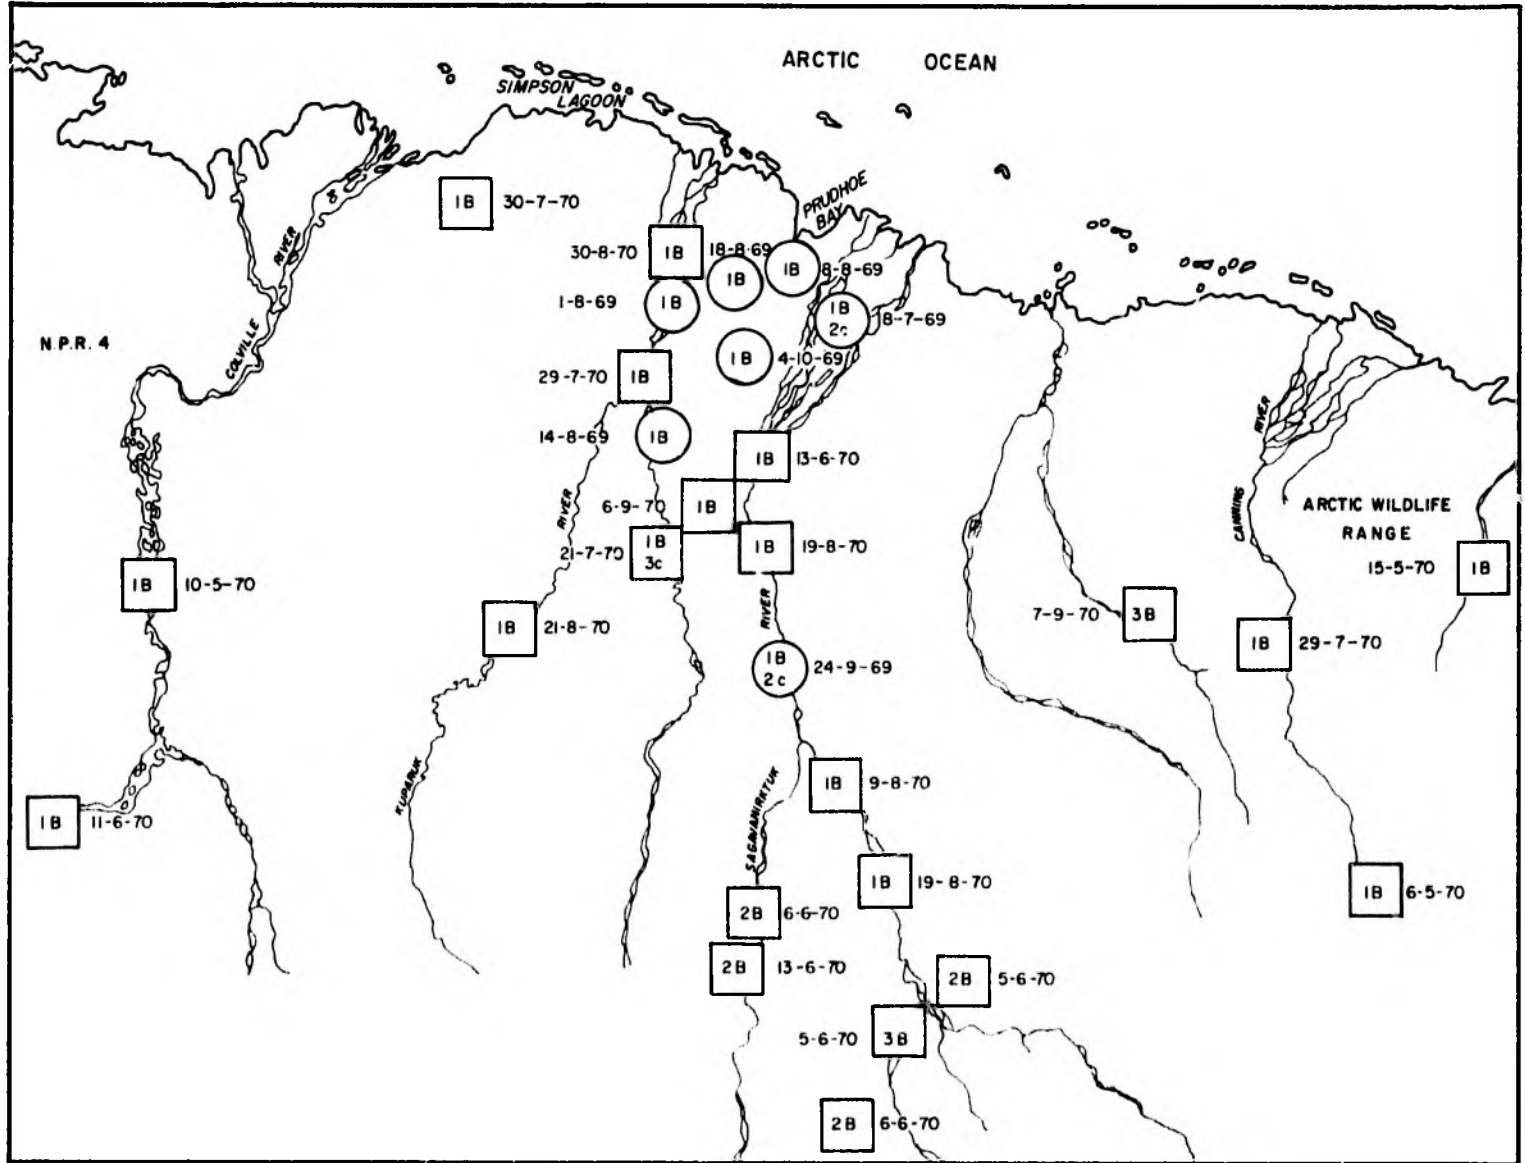 ARCTIC OCEAN
SIMPSON
LAGOON
PRUDHOE
BAY
1B 30-7-70
30-8-70 1B
18-8-69
1B
1B
8-8-69
1-8-69 1B
1B
2c
8-7-69
N.P.R. 4
COLVILLE RIVER
1B 4-10-69
29-7-70 1B
14-8-69 1B
1B 13-6-70
RIVER
CANNING
ARCTIC WILDLIFE
RANGE
6-9-70 1B
21-7-70
1B
3c
1B 19-8-70
15-5-70 1B
1B 10-5-70
RIVER
KUPARUK
1B 21-8-70
RIVER
SAGAVANIRKTUK
7-9-70 3B
1B 29-7-70
1B
2c
24-9-69
1B 9-8-70
1B 11-6-70
1B 19-8-70
1B 6-5-70
2B 6-6-70
2B 13-6-70
2B 5-6-70
5-6-70 3B
2B 6-6-70